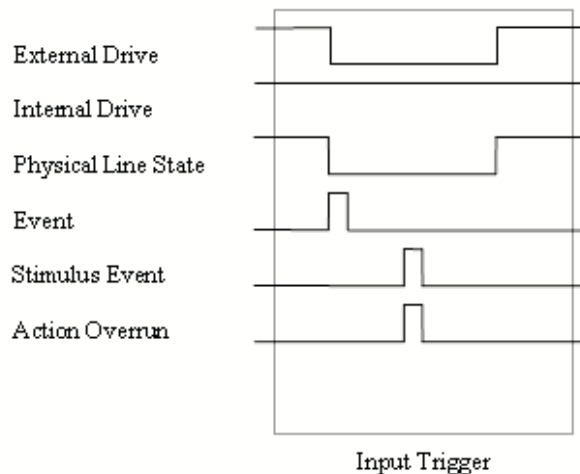 External Drive
Internal Drive
Physical Line State
Event
Stimulus Event
Action Overrun
Input Trigger